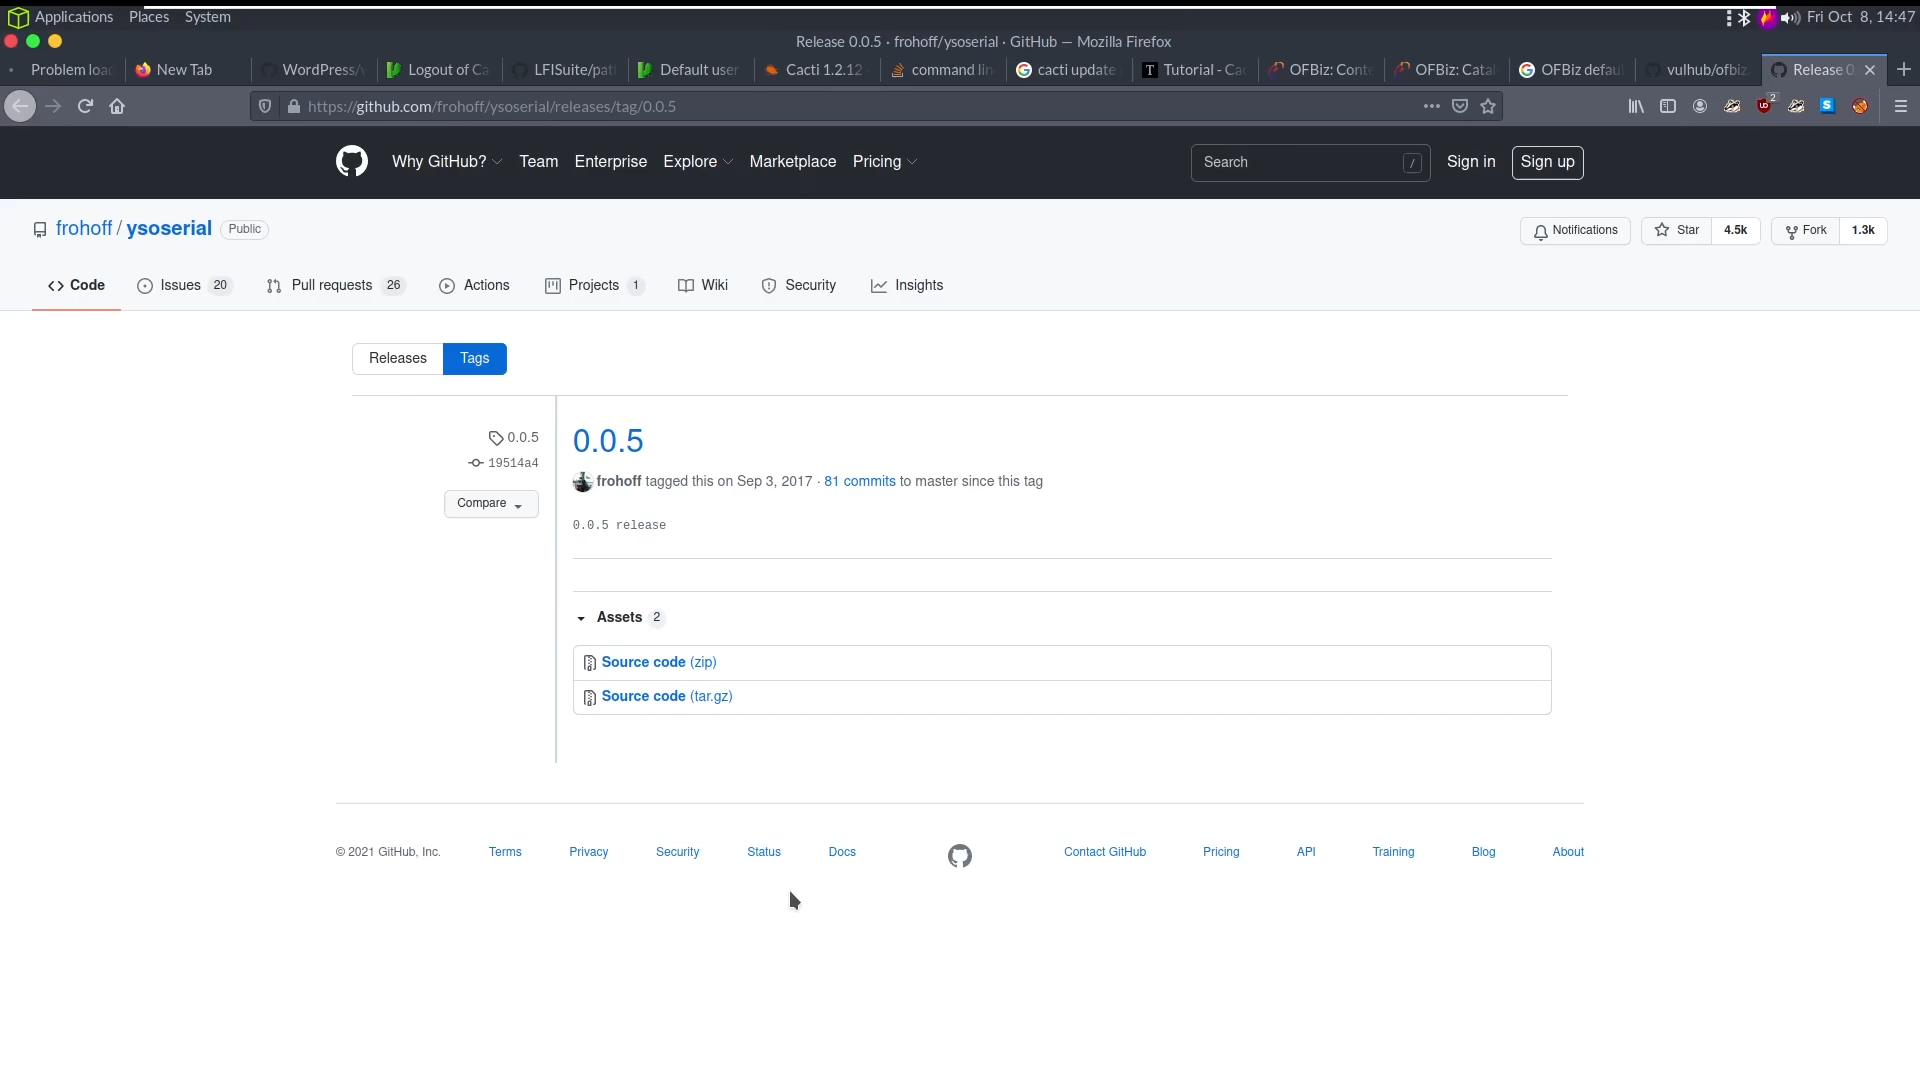 Applications Places System
Fri Oct 8, 14:47
Release 0.0.5 · frohoff/ysoserial · GitHub — Mozilla Firefox
Problem loa New Tab WordPress/ Logout of Ca LFISuite/pat Default user Cacti 1.2.12 command lin cacti update Tutorial - Cac OFBiz: Conte OFBiz: Catal OFBiz defau vulhub/ofbiz Release 0
https://github.com/frohoff/ysoserial/releases/tag/0.0.5
2
S
Why GitHub? Team Enterprise Explore Marketplace Pricing
Search /
Sign in Sign up
frohoff / ysoserial Public
Notifications Star 4.5k Fork 1.3k
Code Issues 20 Pull requests 26 Actions Projects 1 Wiki Security Insights
Releases Tags
0.0.5
19514a4
Compare
0.0.5
frohoff tagged this on Sep 3, 2017 · 81 commits to master since this tag
0.0.5 release
Assets 2
Source code (zip)
Source code (tar.gz)
© 2021 GitHub, Inc. Terms Privacy Security Status Docs Contact GitHub Pricing API Training Blog About